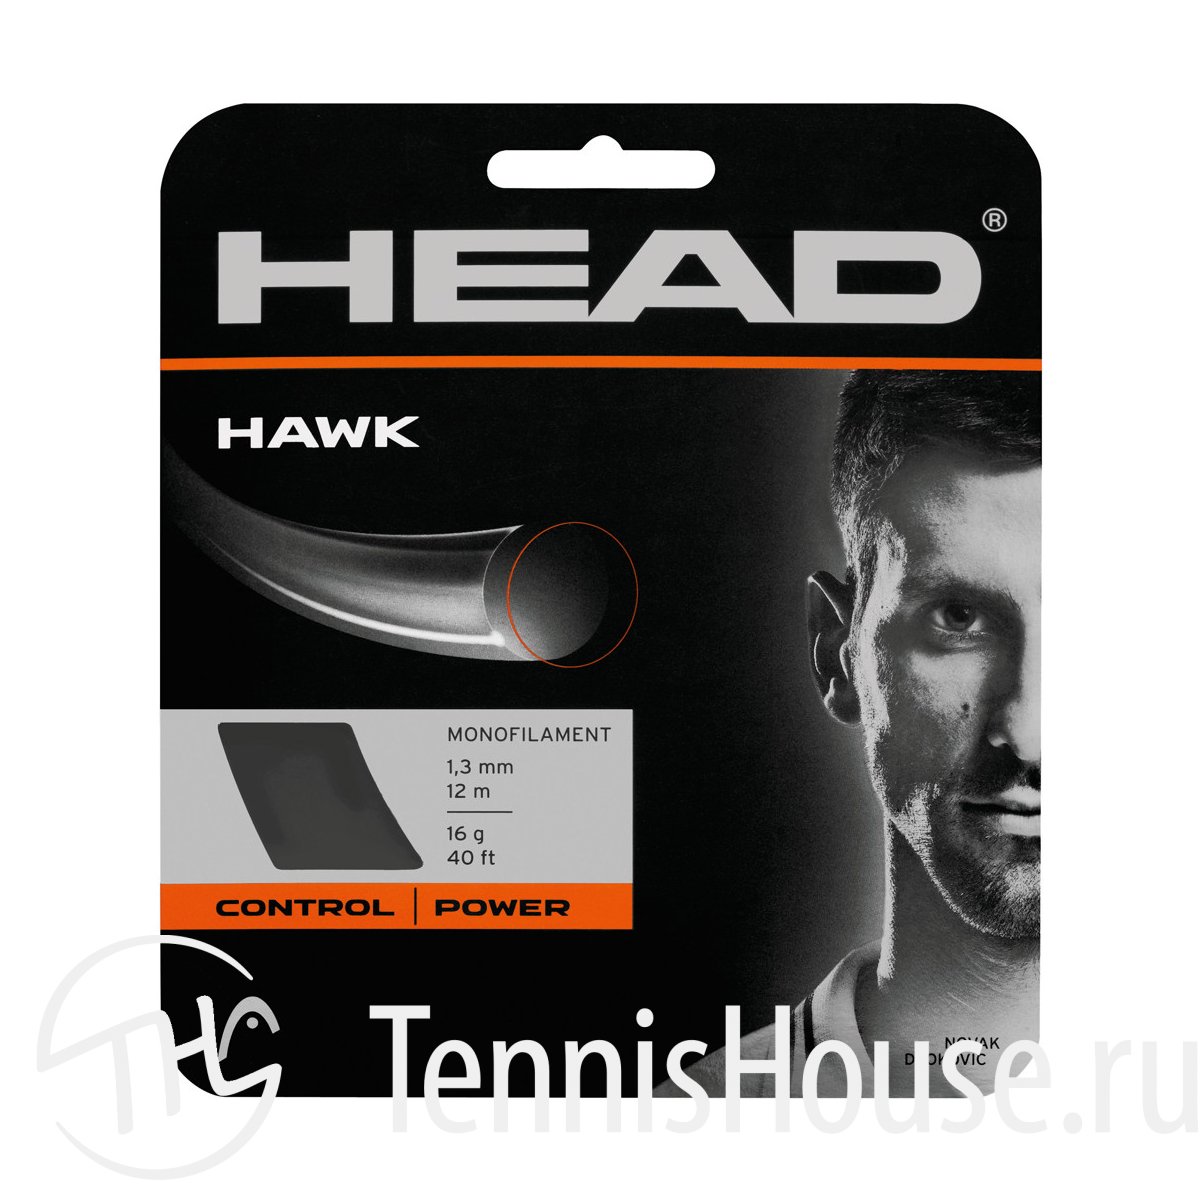 HEAD®
HAWK
MONOFILAMENT
1,3 mm
12 m
16 g
40 ft
CONTROL | POWER
NOVAK
DJOKOVIC
TennisHouse.ru